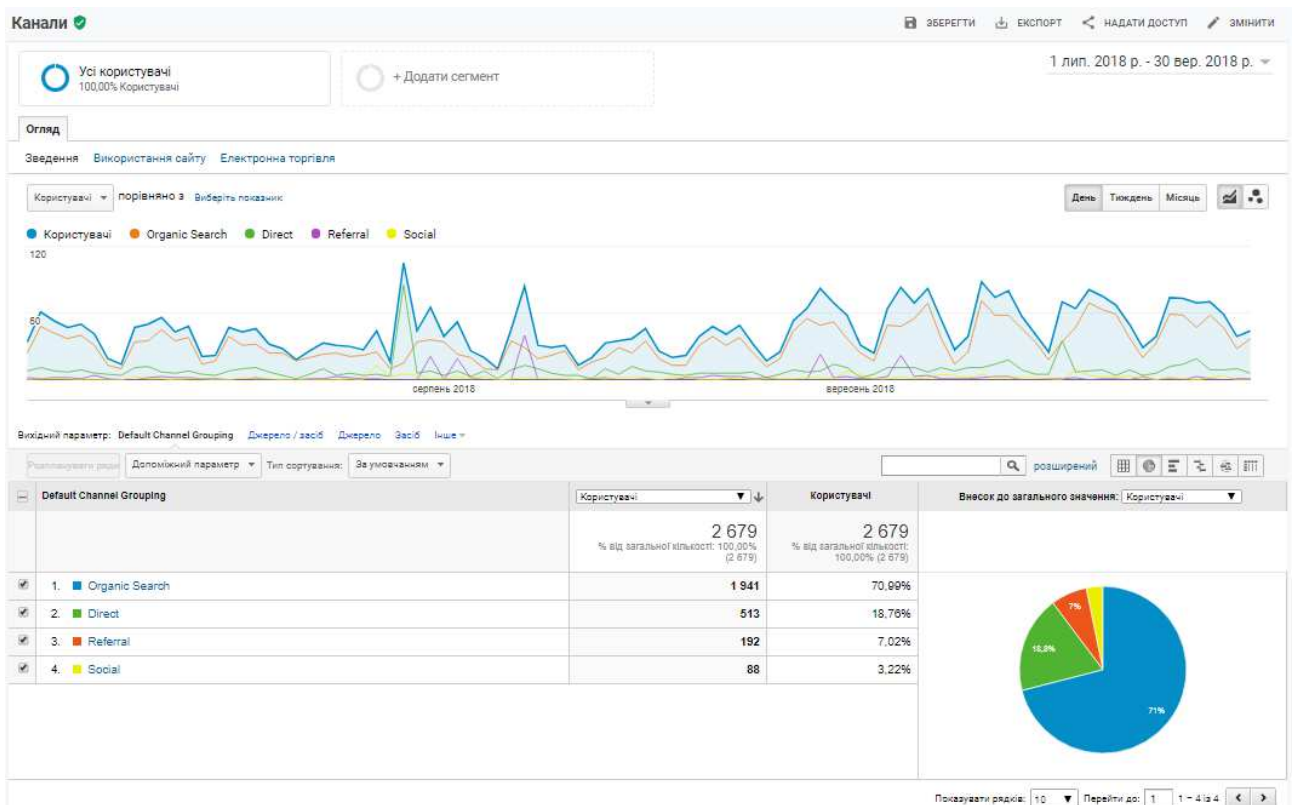 Канали
ЗБЕРЕГТИ ЕКСПОРТ НАДАТИ ДОСТУП ЗМІНИТИ
Усі користувачі
100,00% Користувачі
+ Додати сегмент
1 лип. 2018 р. - 30 вер. 2018 р.
Огляд
Зведення Використання сайту Електронна торгівля
Користувачі порівняно з Виберіть показник
День Тиждень Місяць
Користувачі Organic Search Direct Referral Social
120
60
серпень 2018 вересень 2018
Вихідний параметр: Default Channel Grouping Джерело / засіб Джерело Засіб Інше
Розташувати ряди Допоміжний параметр Тип сортування: За умовчанням розширений
Default Channel Grouping Користувачі Користувачі Внесок до загального значення: Користувачі
2 679 2 679
% від загальної кількості: 100,00% (2 679) % від загальної кількості: 100,00% (2 679)
1. Organic Search 1 941 70,99%
2. Direct 513 18,76%
3. Referral 192 7,02%
4. Social 88 3,22%
7%
18,8%
71%
Показувати рядків: 10 Перейти до: 1 1 – 4 із 4